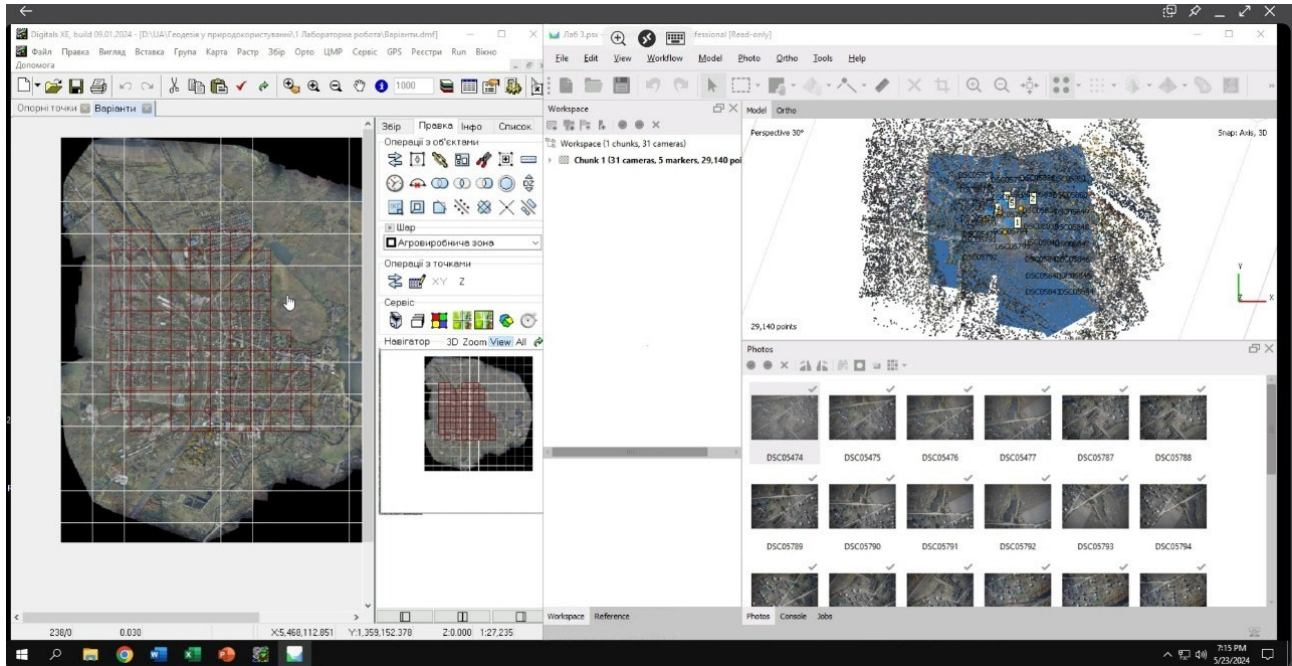 Digitals XE, build 09.01.2024 - [D:\UA\Геодезія у природокористуванні\1 Лабораторна робота\Варіанти.dmf]
Файл Правка Вигляд Вставка Група Карта Растр Збір Орто ЦМР Сервіс GPS Реєстри Run Вікно
Допомога
1000
Опорні точки Варіанти
Збір Правка Інфо Список
Операції з об'єктами
Шар
Агровиробнича зона
Операції з точками
XY Z
Сервіс
Навігатор 3D Zoom View All
238/0 0.030 X:5,468,112.851 Y:1,359,152.378 Z:0.000 1:27,235
Лаб 3.psx fessional [Read-only]
File Edit View Workflow Model Photo Ortho Tools Help
Workspace
Workspace (1 chunks, 31 cameras)
Chunk 1 (31 cameras, 5 markers, 29,140 poi
Workspace Reference
Model Ortho
Perspective 30° Snap: Axis, 3D
29,140 points
Y
X
Photos
DSC05474 DSC05475 DSC05476 DSC05477 DSC05787 DSC05788
DSC05789 DSC05790 DSC05791 DSC05792 DSC05793 DSC05794
Photos Console Jobs
7:15 PM
5/23/2024